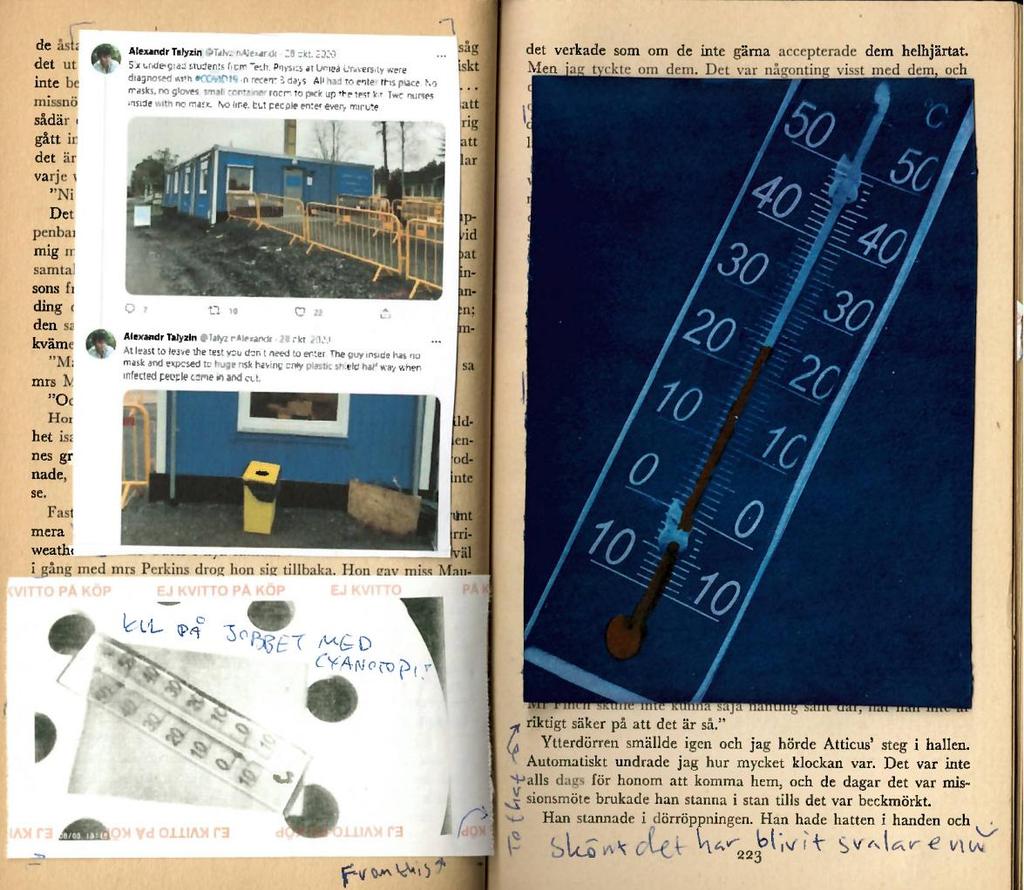 de åsta
det ut
inte be
missnö
sådär
gått ir
det är
varje v
"Ni
Det
penbar
mig m
samtal
sons fr
ding
den sa
kväme
"Ma
mrs M
"Oc
Hor
het isa
nes gr
nade,
se.
Fast
mera
weathe
i gång med mrs Perkins drog hon sig tillbaka. Hon gav miss Mau-
såg
iskt
att
rig
lar
up-
vid
bat
in-
an-
en;
m-
sa
ld-
en-
od-
inte
unt
erri-
väl
Alexandr Talyzin @TalyzinAlexandr · 28 okt. 2020
Six undergrad students from Tech. Physics at Umeå University were
diagnosed with #COVID19 in recent 3 days. All had to enter this place. No
masks, no gloves, small container room to pick up the test kit. Two nurses
inside with no mask. No line, but people enter every minute
7 10 22
Alexandr Talyzin @TalyzinAlexandr · 28 okt. 2020
At least to leave the test you don't need to enter. The guy inside has no
mask and exposed to huge risk having only plastic shield half way when
infected people come in and out.
KVITTO PÅ KÖP EJ KVITTO PÅ KÖP EJ KVITTO PÅ K
KUL PÅ JOBBET MED
CYANOTOPI!
50 40 30 20 10 0 10
EJ KVITTO PÅ KÖP EJ KVITTO PÅ KÖP
From this
det verkade som om de inte gärna accepterade dem helhjärtat.
Men jag tyckte om dem. Det var någonting visst med dem, och
°C
50 50
40 40
30 30
20 20
10 10
0 0
10 10
Mr Finch skulle inte kunna säja nånting sånt där, när han inte
riktigt säker på att det är så."
Ytterdörren smällde igen och jag hörde Atticus' steg i hallen.
Automatiskt undrade jag hur mycket klockan var. Det var inte
alls dags för honom att komma hem, och de dagar det var mis-
sionsmöte brukade han stanna i stan tills det var beckmörkt.
Han stannade i dörröppningen. Han hade hatten i handen och
to that
skönt det har blivit svalare nu
223